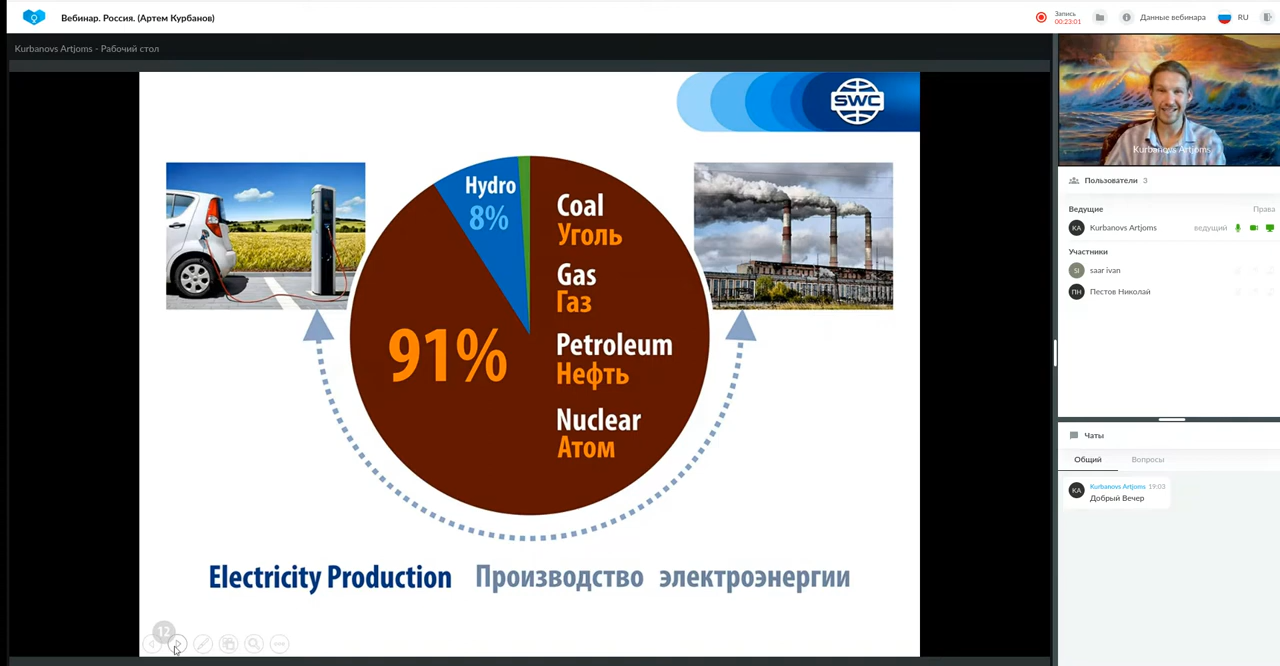 Вебинар. Россия. (Артем Курбанов)
Запись
00:23:01
Данные вебинара
RU
Kurbanovs Artjoms - Рабочий стол
SWC
Hydro
8%
Coal
Уголь
Gas
Газ
91%
Petroleum
Нефть
Nuclear
Атом
Electricity Production Производство электроэнергии
12
Kurbanovs Artjoms
Пользователи 3
Ведущие
Права
KA Kurbanovs Artjoms ведущий
Участники
SI saar ivan
ПН Пестов Николай
Чаты
Общий Вопросы
KA Kurbanovs Artjoms 19:03
Добрый Вечер